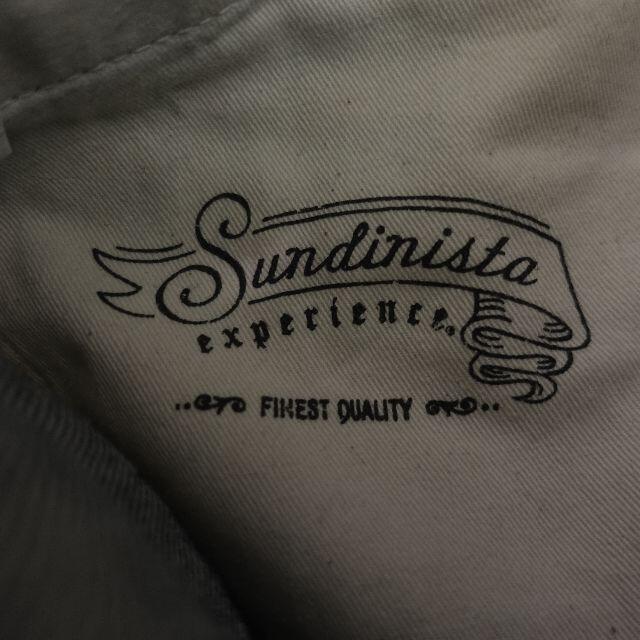 Sundinista
experience.
FINEST QUALITY